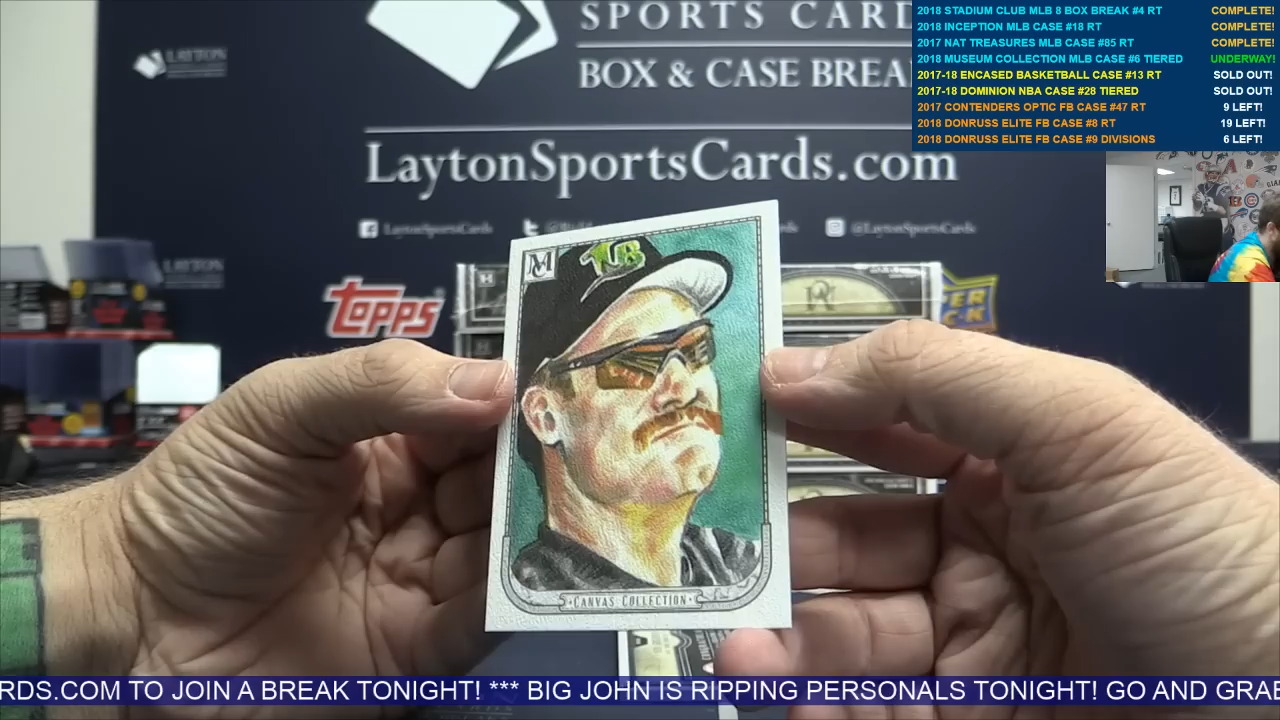 SPORTS CARD
BOX & CASE BREA
LaytonSportsCards.com
LaytonSportsCards
@LaytonSportsCards
LAYTON
TOPPS
TB
M
CANVAS COLLECTION
2018 STADIUM CLUB MLB 8 BOX BREAK #4 RT COMPLETE!
2018 INCEPTION MLB CASE #18 RT COMPLETE!
2017 NAT TREASURES MLB CASE #85 RT COMPLETE!
2018 MUSEUM COLLECTION MLB CASE #6 TIERED UNDERWAY!
2017-18 ENCASED BASKETBALL CASE #13 RT SOLD OUT!
2017-18 DOMINION NBA CASE #28 TIERED SOLD OUT!
2017 CONTENDERS OPTIC FB CASE #47 RT 9 LEFT!
2018 DONRUSS ELITE FB CASE #8 RT 19 LEFT!
2018 DONRUSS ELITE FB CASE #9 DIVISIONS 6 LEFT!
RDS.COM TO JOIN A BREAK TONIGHT! *** BIG JOHN IS RIPPING PERSONALS TONIGHT! GO AND GRAB